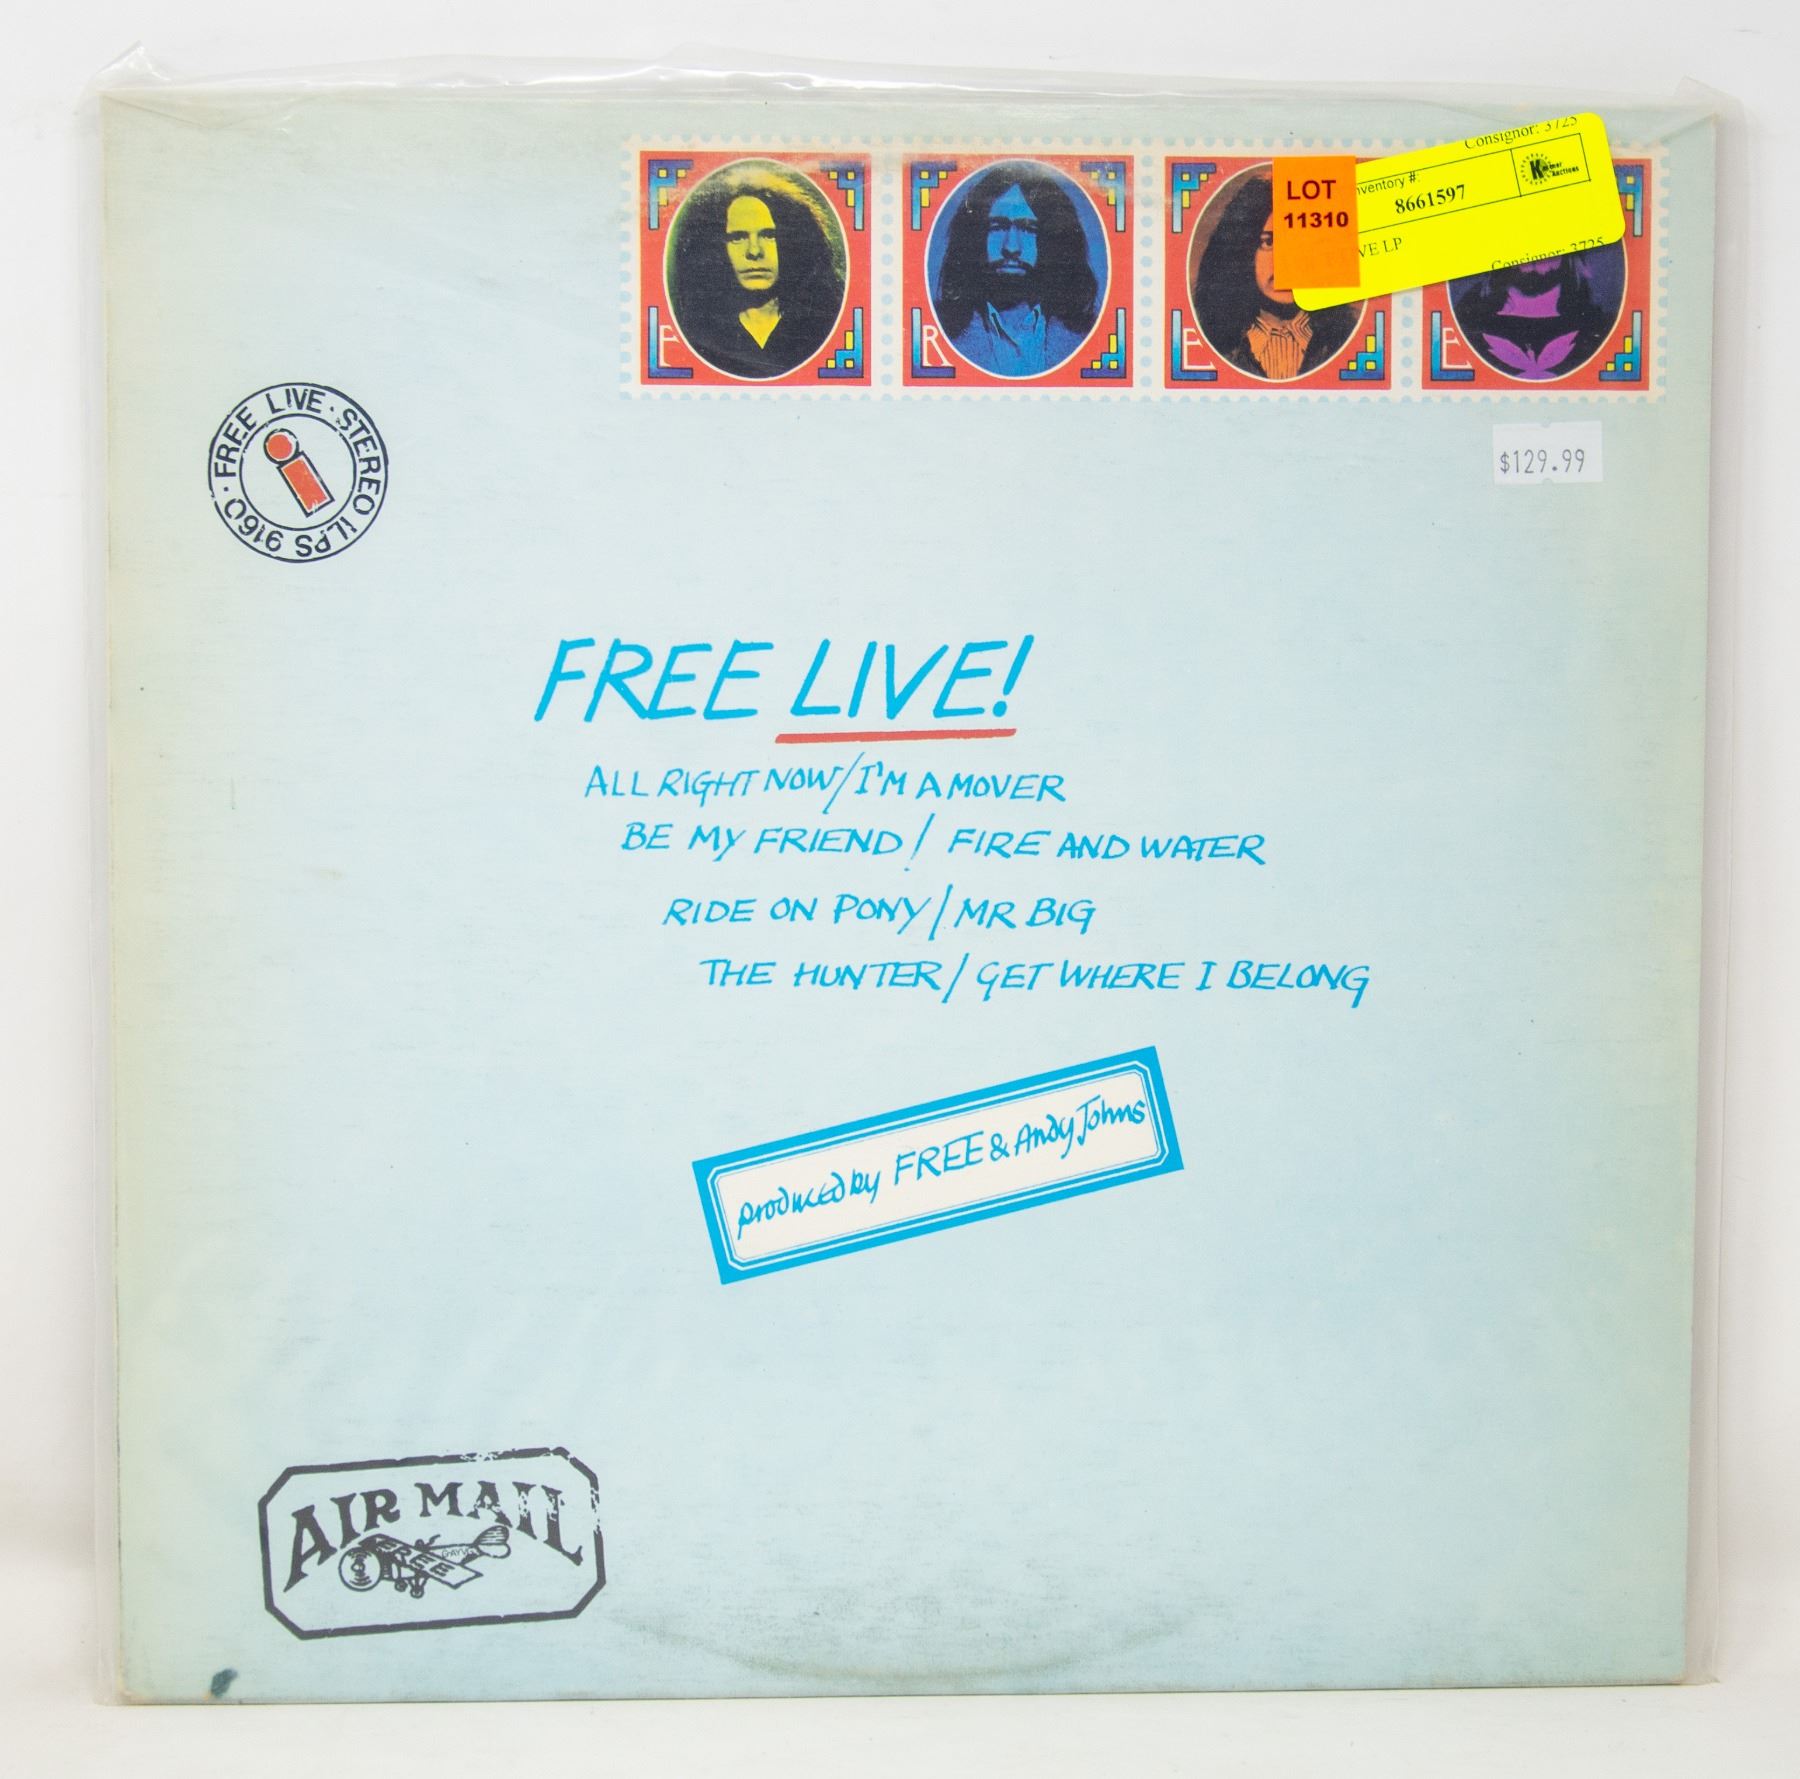 Consignor: 3725
Inventory #:
8661597
LOT
11310
VE LP
Consignor: 3725
F R E E
$129.99
FREE LIVE · STEREO ILPS 9160 ·
FREE LIVE!
ALL RIGHT NOW/I'M A MOVER
BE MY FRIEND/ FIRE AND WATER
RIDE ON PONY/MR BIG
THE HUNTER/GET WHERE I BELONG
produced by FREE & Andy Johns
AIR MAIL
FREE